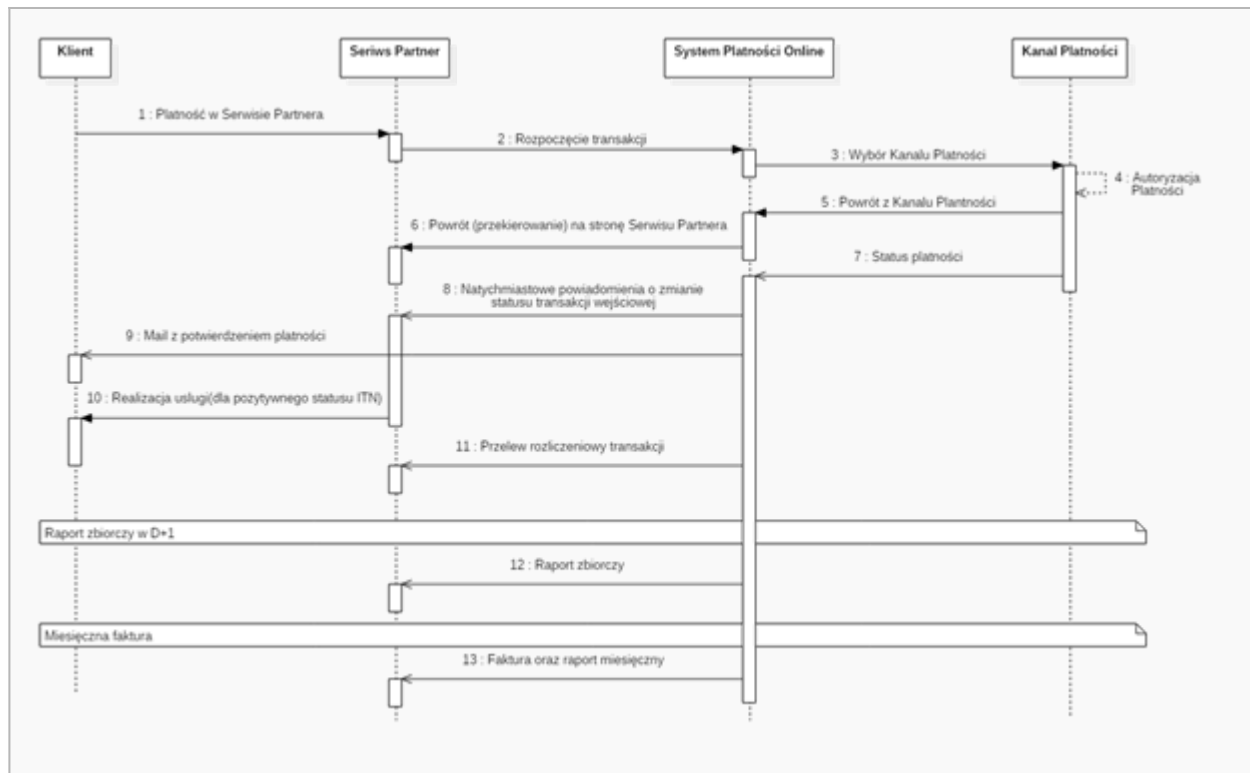 Klient
Seriws Partner
System Platności Online
Kanal Platności
1 : Platność w Serwisie Partnera
2 : Rozpoczęcie transakcji
3 : Wybór Kanalu Platności
4 : Autoryzacja
Platności
5 : Powrót z Kanalu Plantności
6 : Powrót (przekierowanie) na stronę Serwisu Partnera
7 : Status platności
8 : Natychmiastowe powiadomienia o zmianie
statusu transakcji wejściowej
9 : Mail z potwierdzeniem platności
10 : Realizacja uslugi(dla pozytywnego statusu ITN)
11 : Przelew rozliczeniowy transakcji
Raport zbiorczy w D+1
12 : Raport zbiorczy
Miesięczna faktura
13 : Faktura oraz raport miesięczny